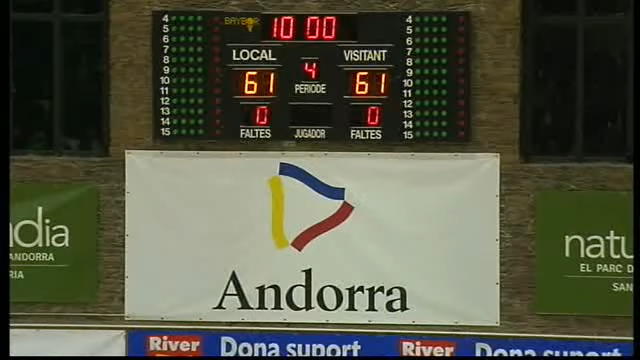 BAYBOR
10 00
LOCAL 4 VISITANT
61 PERIODE 61
0 0
FALTES JUGADOR FALTES
4 4
5 5
6 6
7 7
8 8
9 9
10 10
11 11
12 12
13 13
14 14
15 15
Andorra
ndia
ANDORRA
RIA
natu
EL PARC D
SAN
River Dona suport River Dona suport